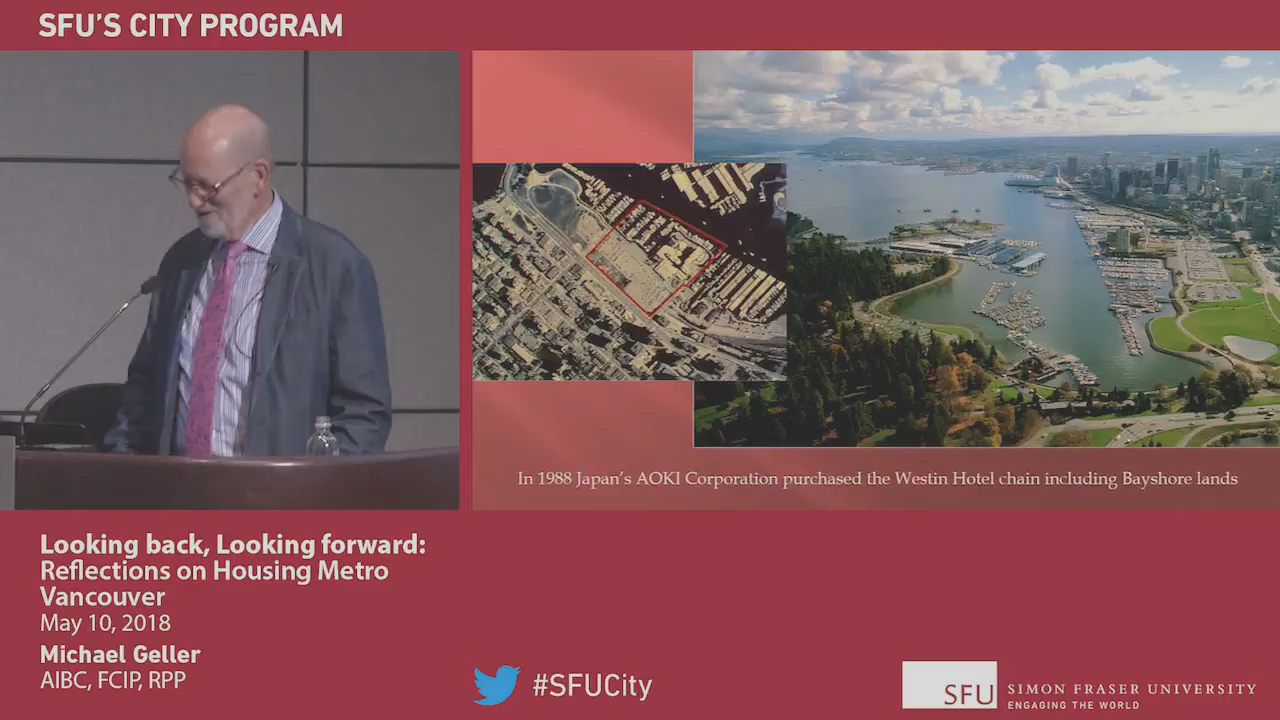 SFU'S CITY PROGRAM
In 1988 Japan's AOKI Corporation purchased the Westin Hotel chain including Bayshore lands
Looking back, Looking forward:
Reflections on Housing Metro
Vancouver
May 10, 2018
Michael Geller
AIBC, FCIP, RPP
#SFUCity
SFU
SIMON FRASER UNIVERSITY
ENGAGING THE WORLD